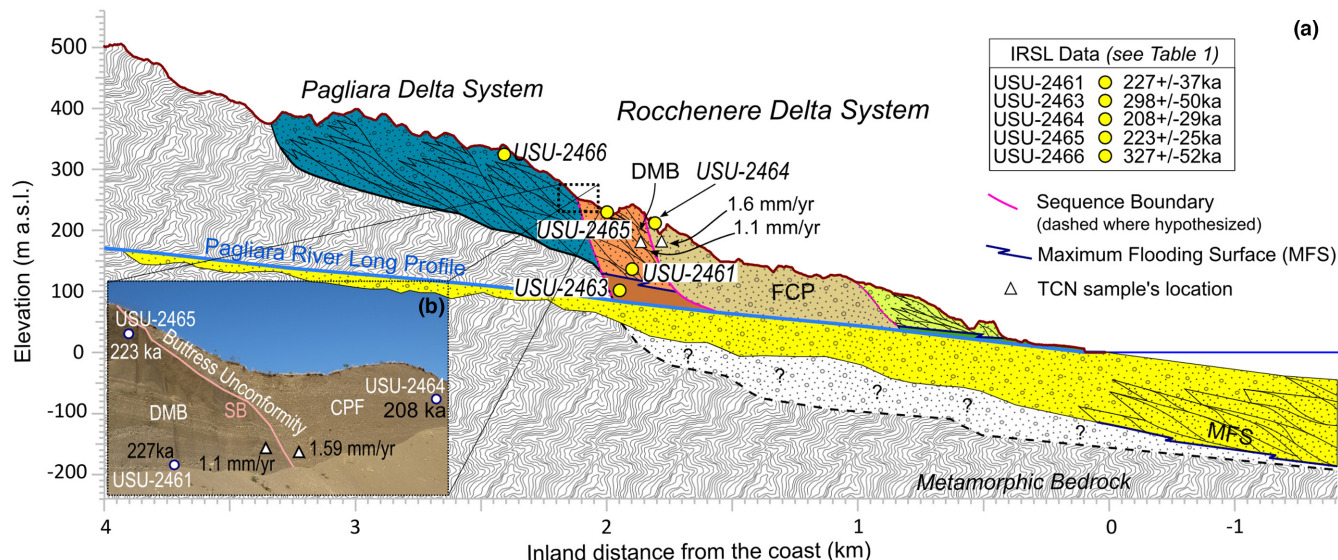 (a)
IRSL Data (see Table 1)
USU-2461 227+/-37ka
USU-2463 298+/-50ka
USU-2464 208+/-29ka
USU-2465 223+/-25ka
USU-2466 327+/-52ka
Sequence Boundary
(dashed where hypothesized)
Maximum Flooding Surface (MFS)
TCN sample's location
Pagliara Delta System
Rocchenere Delta System
USU-2466
DMB
USU-2464
1.6 mm/yr
1.1 mm/yr
USU-2465
USU-2461
USU-2463
FCP
Pagliara River Long Profile
?
?
?
?
?
MFS
Metamorphic Bedrock
(b)
USU-2465
223 ka
Buttress Unconformity
USU-2464
208 ka
DMB
SB
CPF
227ka
1.1 mm/yr
1.59 mm/yr
USU-2461
Elevation (m a.s.l.)
500
400
300
200
100
0
-100
-200
4
3
2
1
0
-1
Inland distance from the coast (km)